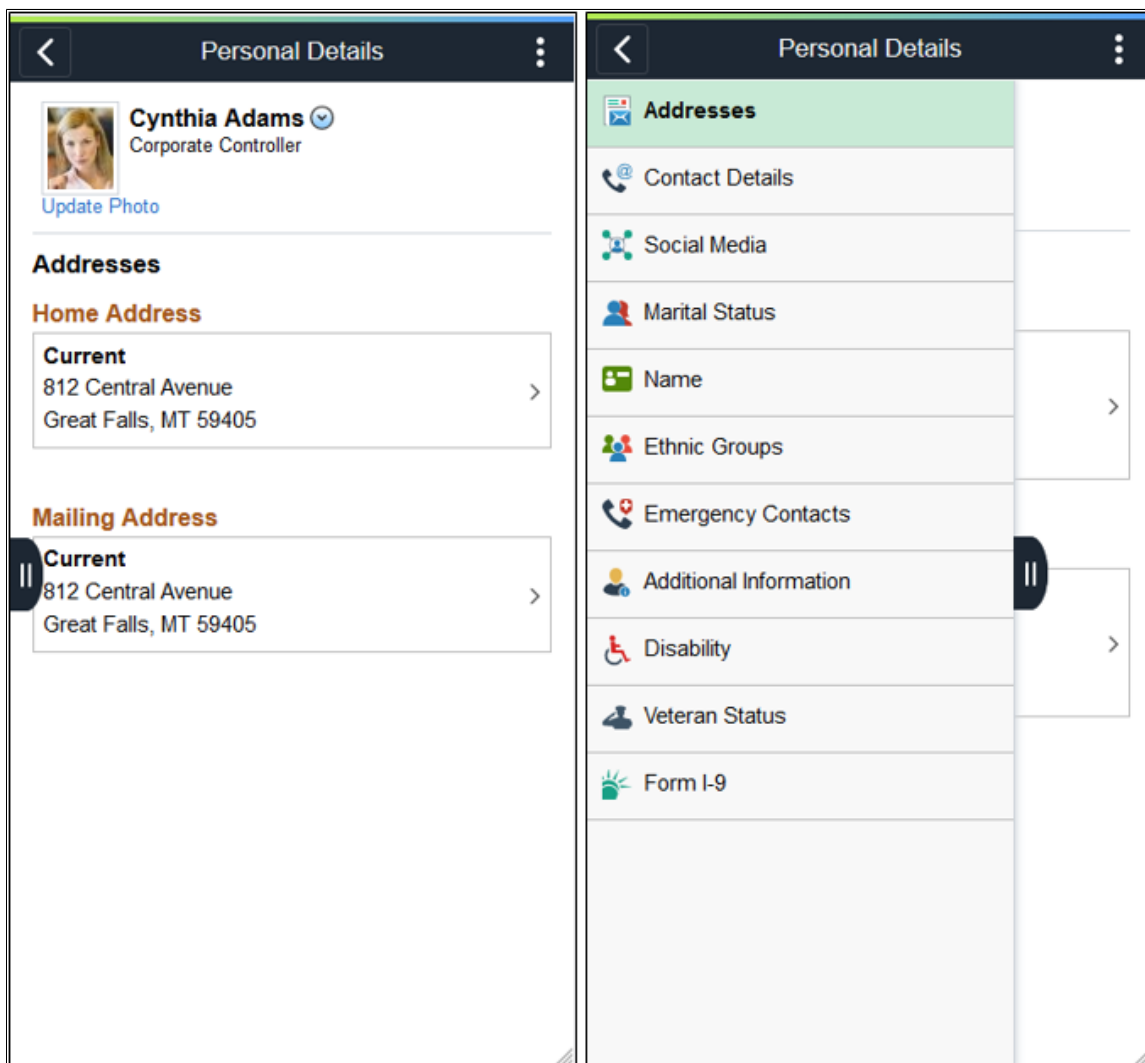 Personal Details
Cynthia Adams
Corporate Controller
Update Photo
Addresses
Home Address
Current
812 Central Avenue
Great Falls, MT 59405
Mailing Address
Current
812 Central Avenue
Great Falls, MT 59405
Personal Details
Addresses
Contact Details
Social Media
Marital Status
Name
Ethnic Groups
Emergency Contacts
Additional Information
Disability
Veteran Status
Form I-9